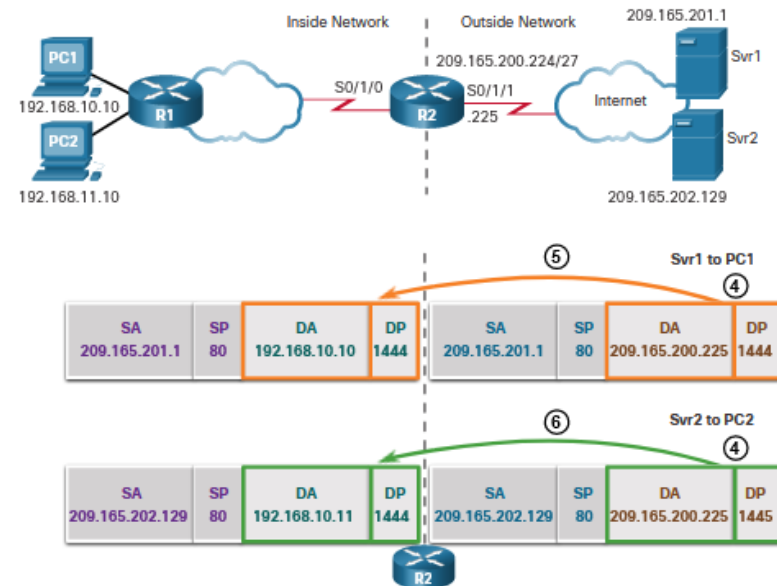 Inside Network
Outside Network
209.165.201.1
PC1
192.168.10.10
PC2
192.168.11.10
R1
S0/1/0
R2
209.165.200.224/27
S0/1/1
.225
Internet
Svr1
Svr2
209.165.202.129
Svr1 to PC1
5
4
SA
209.165.201.1
SP
80
DA
192.168.10.10
DP
1444
SA
209.165.201.1
SP
80
DA
209.165.200.225
DP
1444
Svr2 to PC2
6
4
SA
209.165.202.129
SP
80
DA
192.168.10.11
DP
1444
SA
209.165.202.129
SP
80
DA
209.165.200.225
DP
1445
R2